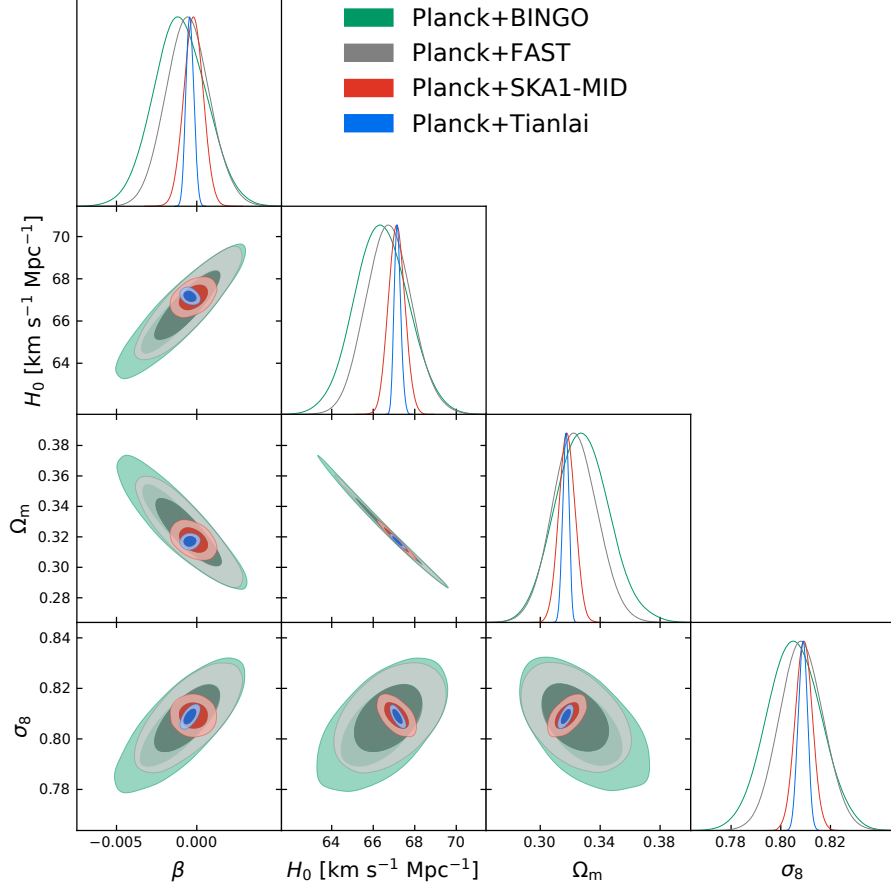 Planck+BINGO
Planck+FAST
Planck+SKA1-MID
Planck+Tianlai
70
68
66
64
H₀ [km s⁻¹ Mpc⁻¹]
0.38
0.36
0.34
0.32
0.30
0.28
Ωₘ
0.84
0.82
0.80
0.78
σ₈
−0.005 0.000
β
64 66 68 70
H₀ [km s⁻¹ Mpc⁻¹]
0.30 0.34 0.38
Ωₘ
0.78 0.80 0.82
σ₈